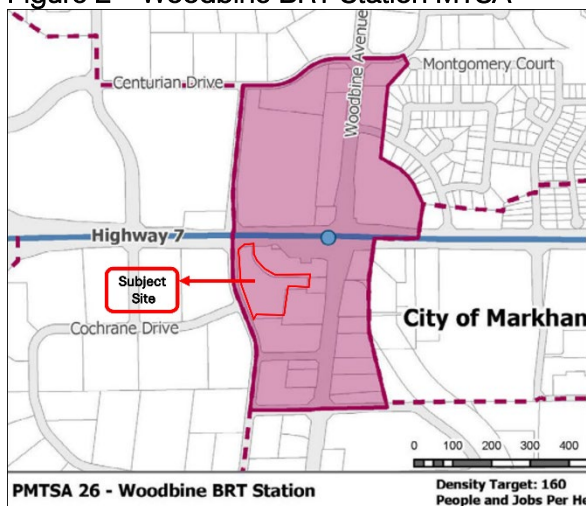 Figure 2 – Woodbine BRT Station MTSA
Woodbine Avenue
Montgomery Court
Centurian Drive
Highway 7
Subject
Site
Cochrane Drive
City of Markham
0 100 200 300 400
PMTSA 26 - Woodbine BRT Station
Density Target: 160
People and Jobs Per He